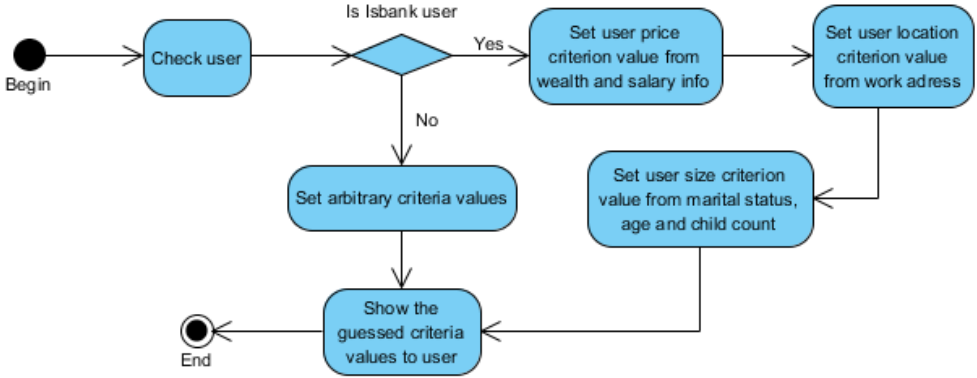 Is Isbank user
Begin
Check user
Yes
Set user price
criterion value from
wealth and salary info
Set user location
criterion value
from work adress
No
Set arbitrary criteria values
Set user size criterion
value from marital status,
age and child count
Show the
guessed criteria
values to user
End